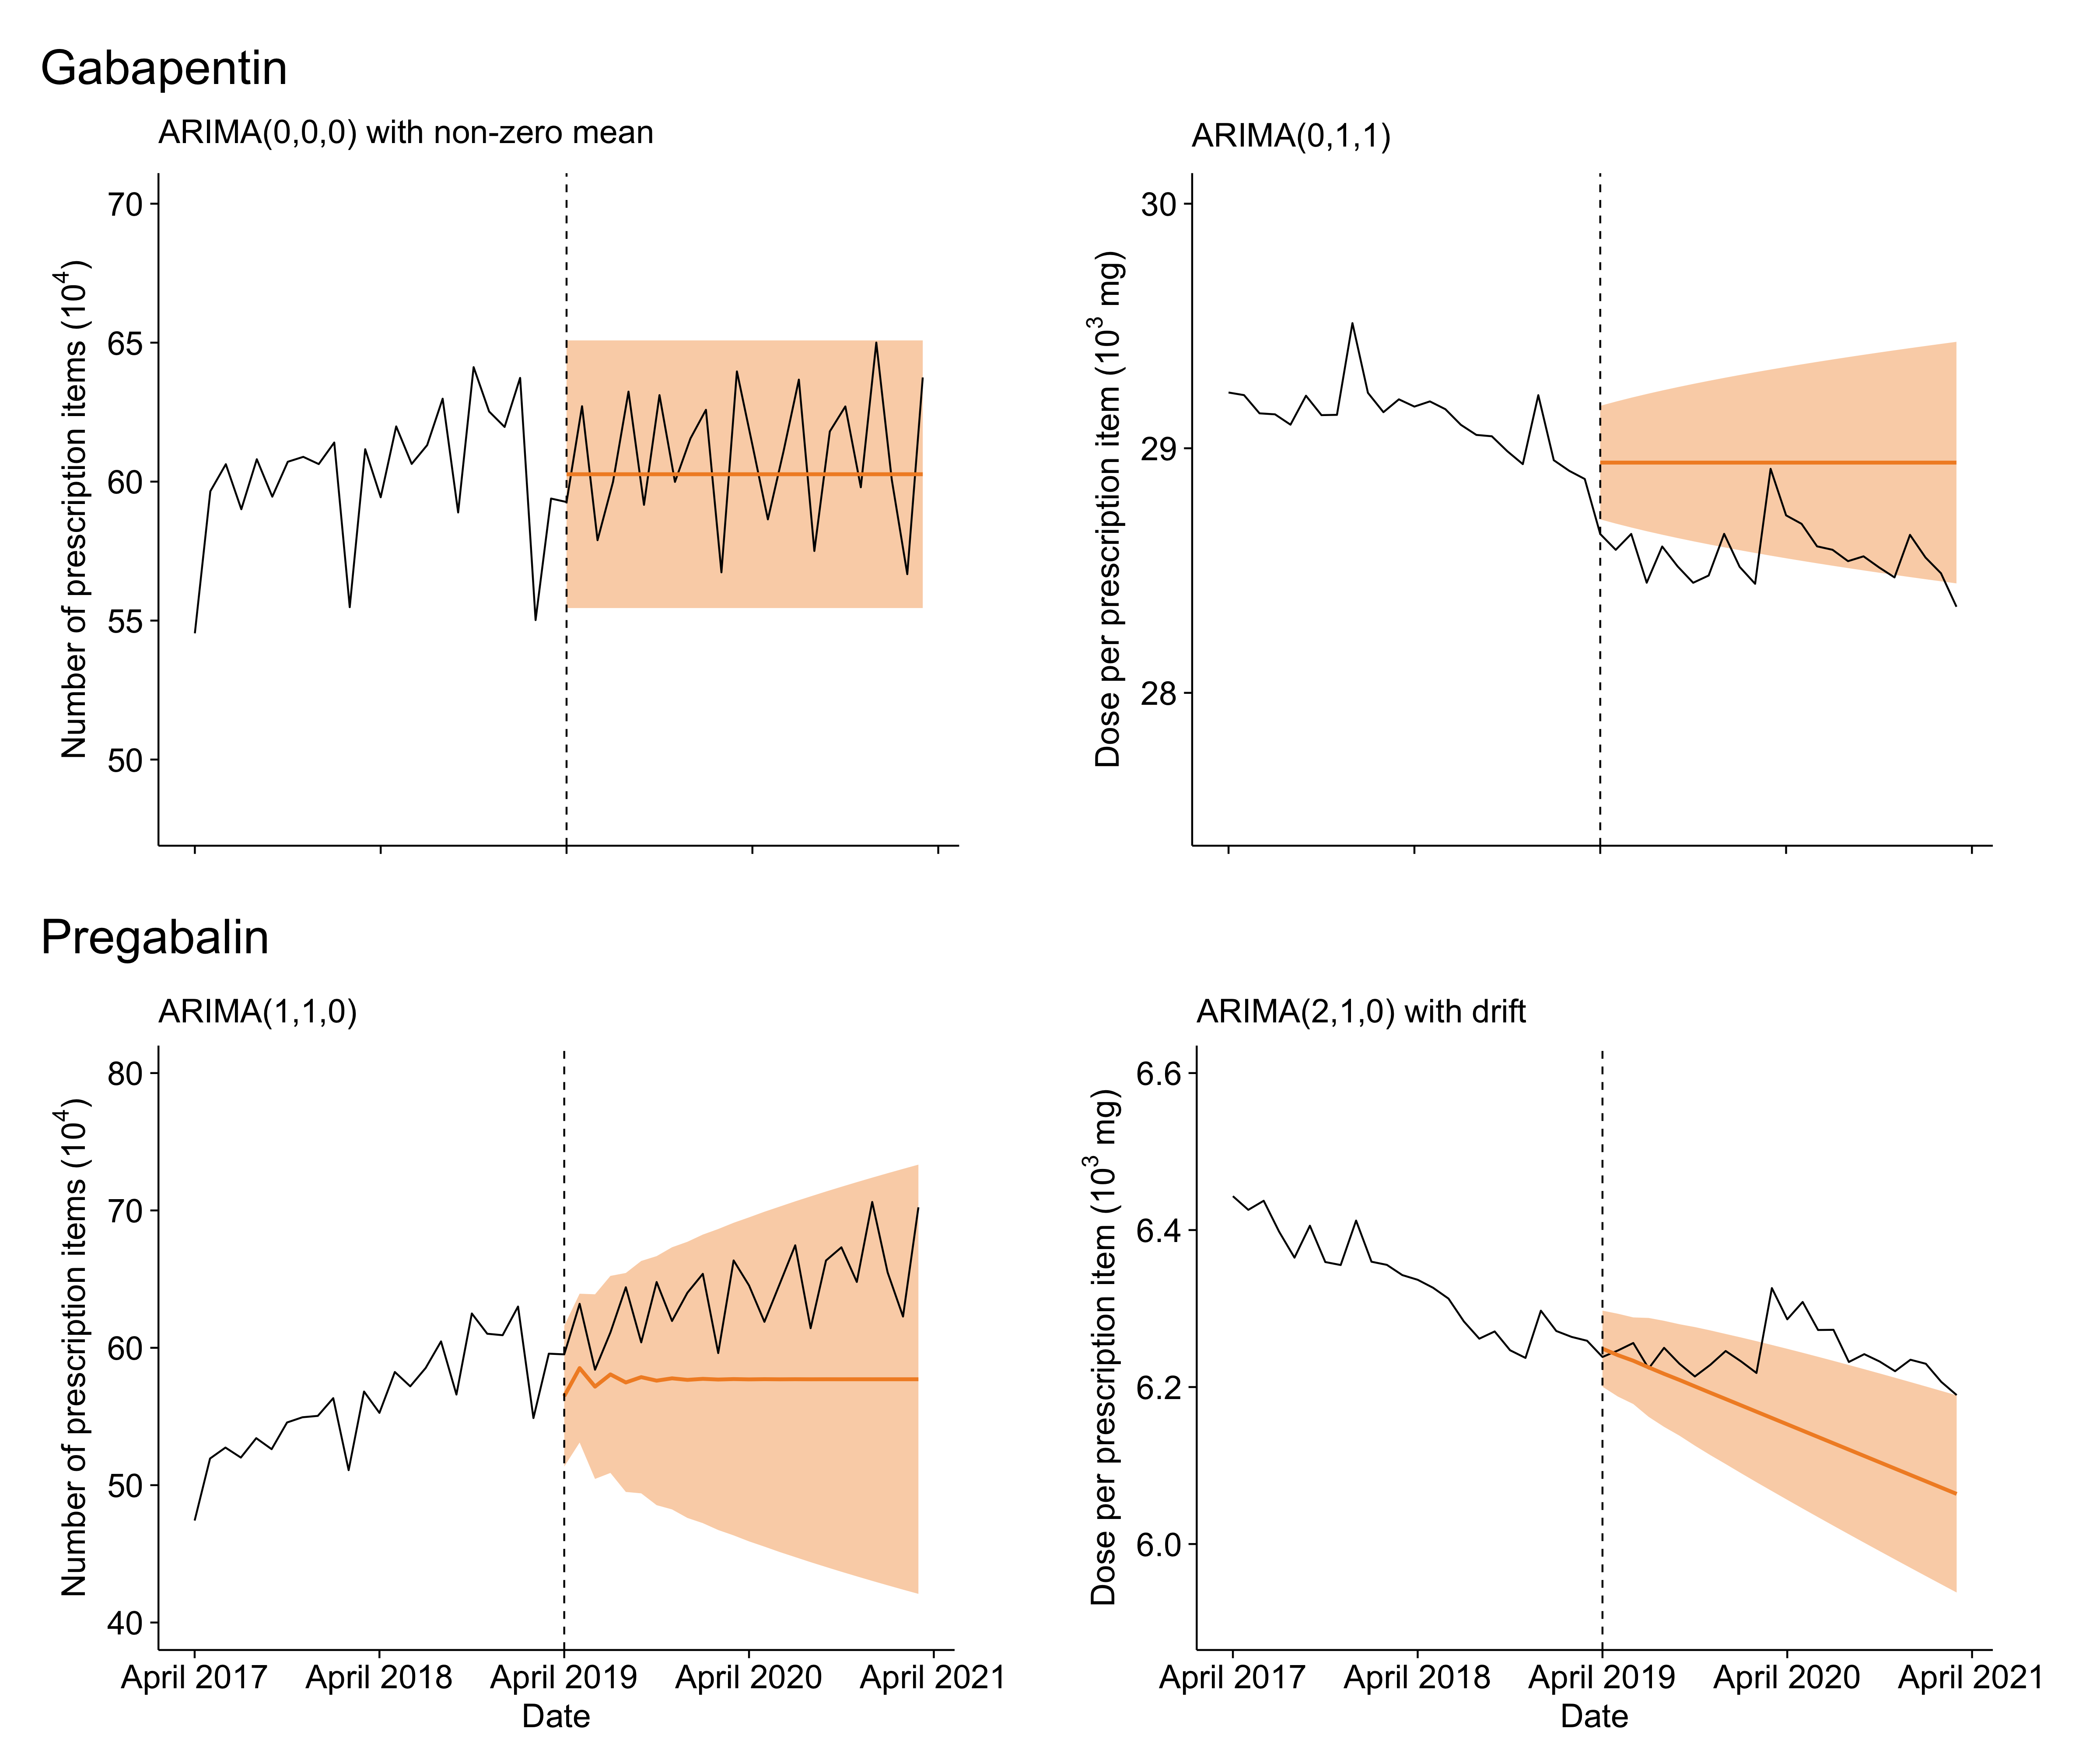 Gabapentin
ARIMA(0,0,0) with non-zero mean
Number of prescription items (10⁴)
70
65
60
55
50
ARIMA(0,1,1)
Dose per prescription item (10³ mg)
30
29
28
Pregabalin
ARIMA(1,1,0)
Number of prescription items (10⁴)
80
70
60
50
40
April 2017 April 2018 April 2019 April 2020 April 2021
Date
ARIMA(2,1,0) with drift
Dose per prescription item (10³ mg)
6.6
6.4
6.2
6.0
April 2017 April 2018 April 2019 April 2020 April 2021
Date